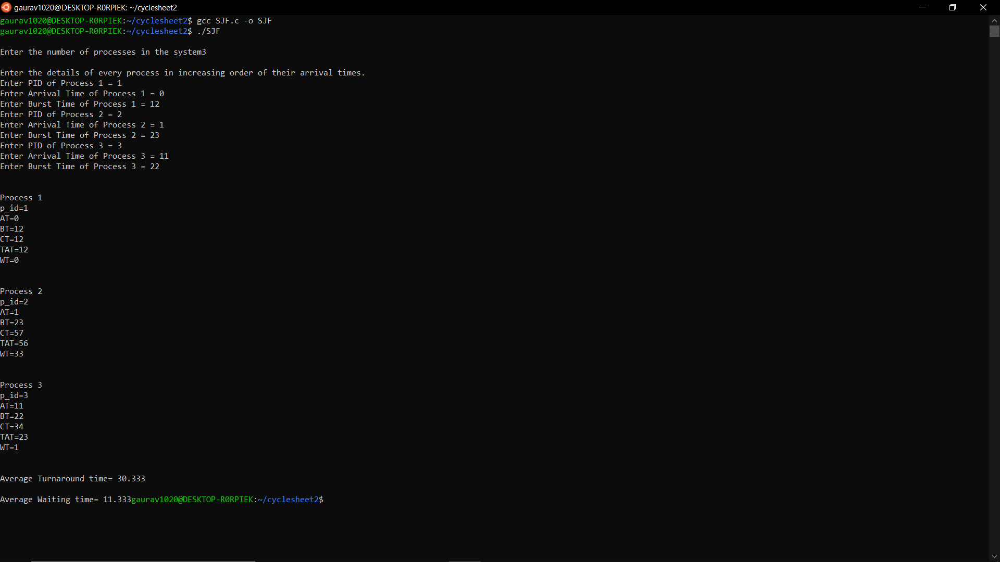 gaurav1020@DESKTOP-R0RPIEK: ~/cyclesheet2
gaurav1020@DESKTOP-R0RPIEK:~/cyclesheet2$ gcc SJF.c -o SJF
gaurav1020@DESKTOP-R0RPIEK:~/cyclesheet2$ ./SJF
Enter the number of processes in the system3
Enter the details of every process in increasing order of their arrival times.
Enter PID of Process 1 = 1
Enter Arrival Time of Process 1 = 0
Enter Burst Time of Process 1 = 12
Enter PID of Process 2 = 2
Enter Arrival Time of Process 2 = 1
Enter Burst Time of Process 2 = 23
Enter PID of Process 3 = 3
Enter Arrival Time of Process 3 = 11
Enter Burst Time of Process 3 = 22
Process 1
p_id=1
AT=0
BT=12
CT=12
TAT=12
WT=0
Process 2
p_id=2
AT=1
BT=23
CT=57
TAT=56
WT=33
Process 3
p_id=3
AT=11
BT=22
CT=34
TAT=23
WT=1
Average Turnaround time= 30.333
Average Waiting time= 11.333gaurav1020@DESKTOP-R0RPIEK:~/cyclesheet2$